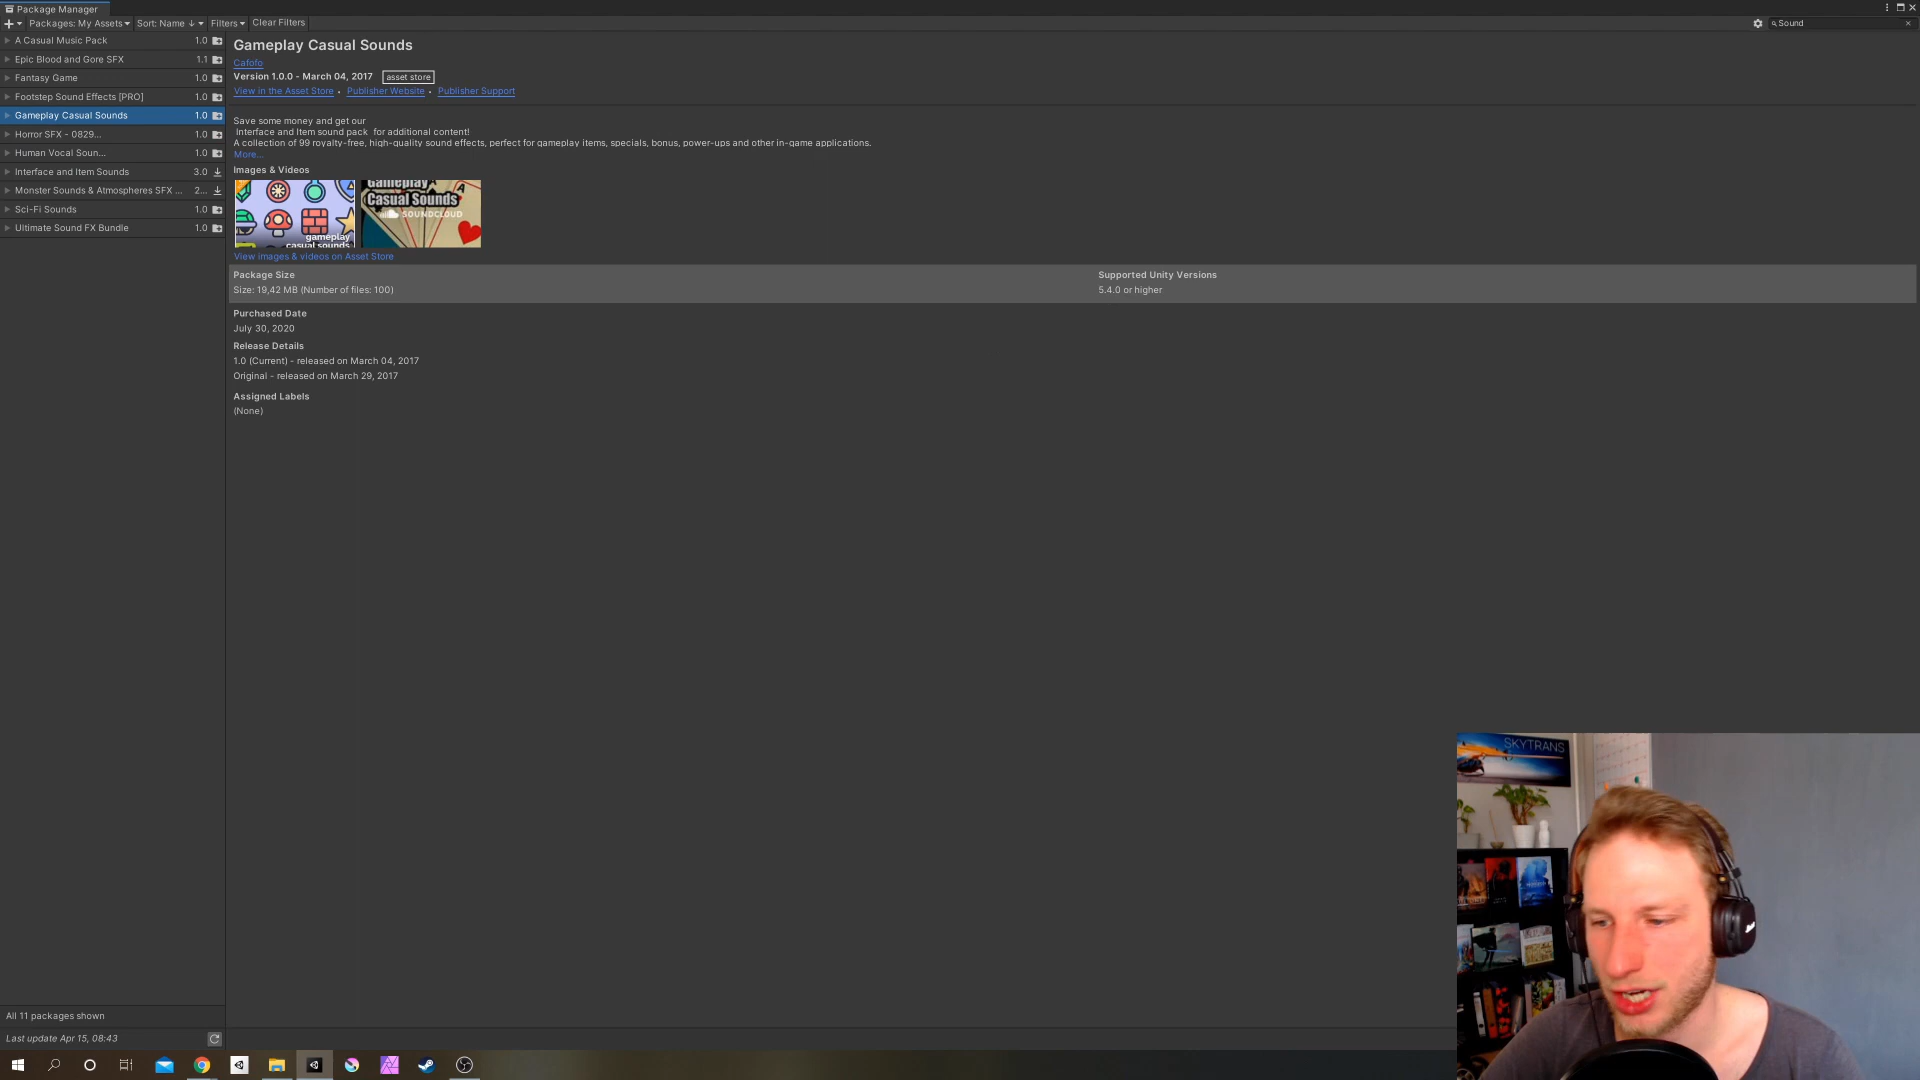 Package Manager
Packages: My Assets Sort: Name ↓ Filters Clear Filters
Sound
A Casual Music Pack 1.0
Epic Blood and Gore SFX 1.1
Fantasy Game 1.0
Footstep Sound Effects [PRO] 1.0
Gameplay Casual Sounds 1.0
Horror SFX - 0829... 1.0
Human Vocal Soun... 1.0
Interface and Item Sounds 3.0
Monster Sounds & Atmospheres SFX ... 2...
Sci-Fi Sounds 1.0
Ultimate Sound FX Bundle 1.0
Gameplay Casual Sounds
Cafofo
Version 1.0.0 - March 04, 2017 asset store
View in the Asset Store • Publisher Website • Publisher Support
Save some money and get our
Interface and Item sound pack for additional content!
A collection of 99 royalty-free, high-quality sound effects, perfect for gameplay items, specials, bonus, power-ups and other in-game applications.
More...
Images & Videos
gameplay
casual sounds
Gameplay
Casual Sounds
SOUNDCLOUD
A
View images & videos on Asset Store
Package Size
Size: 19,42 MB (Number of files: 100)
Supported Unity Versions
5.4.0 or higher
Purchased Date
July 30, 2020
Release Details
1.0 (Current) - released on March 04, 2017
Original - released on March 29, 2017
Assigned Labels
(None)
SKYTRANS
All 11 packages shown
Last update Apr 15, 08:43